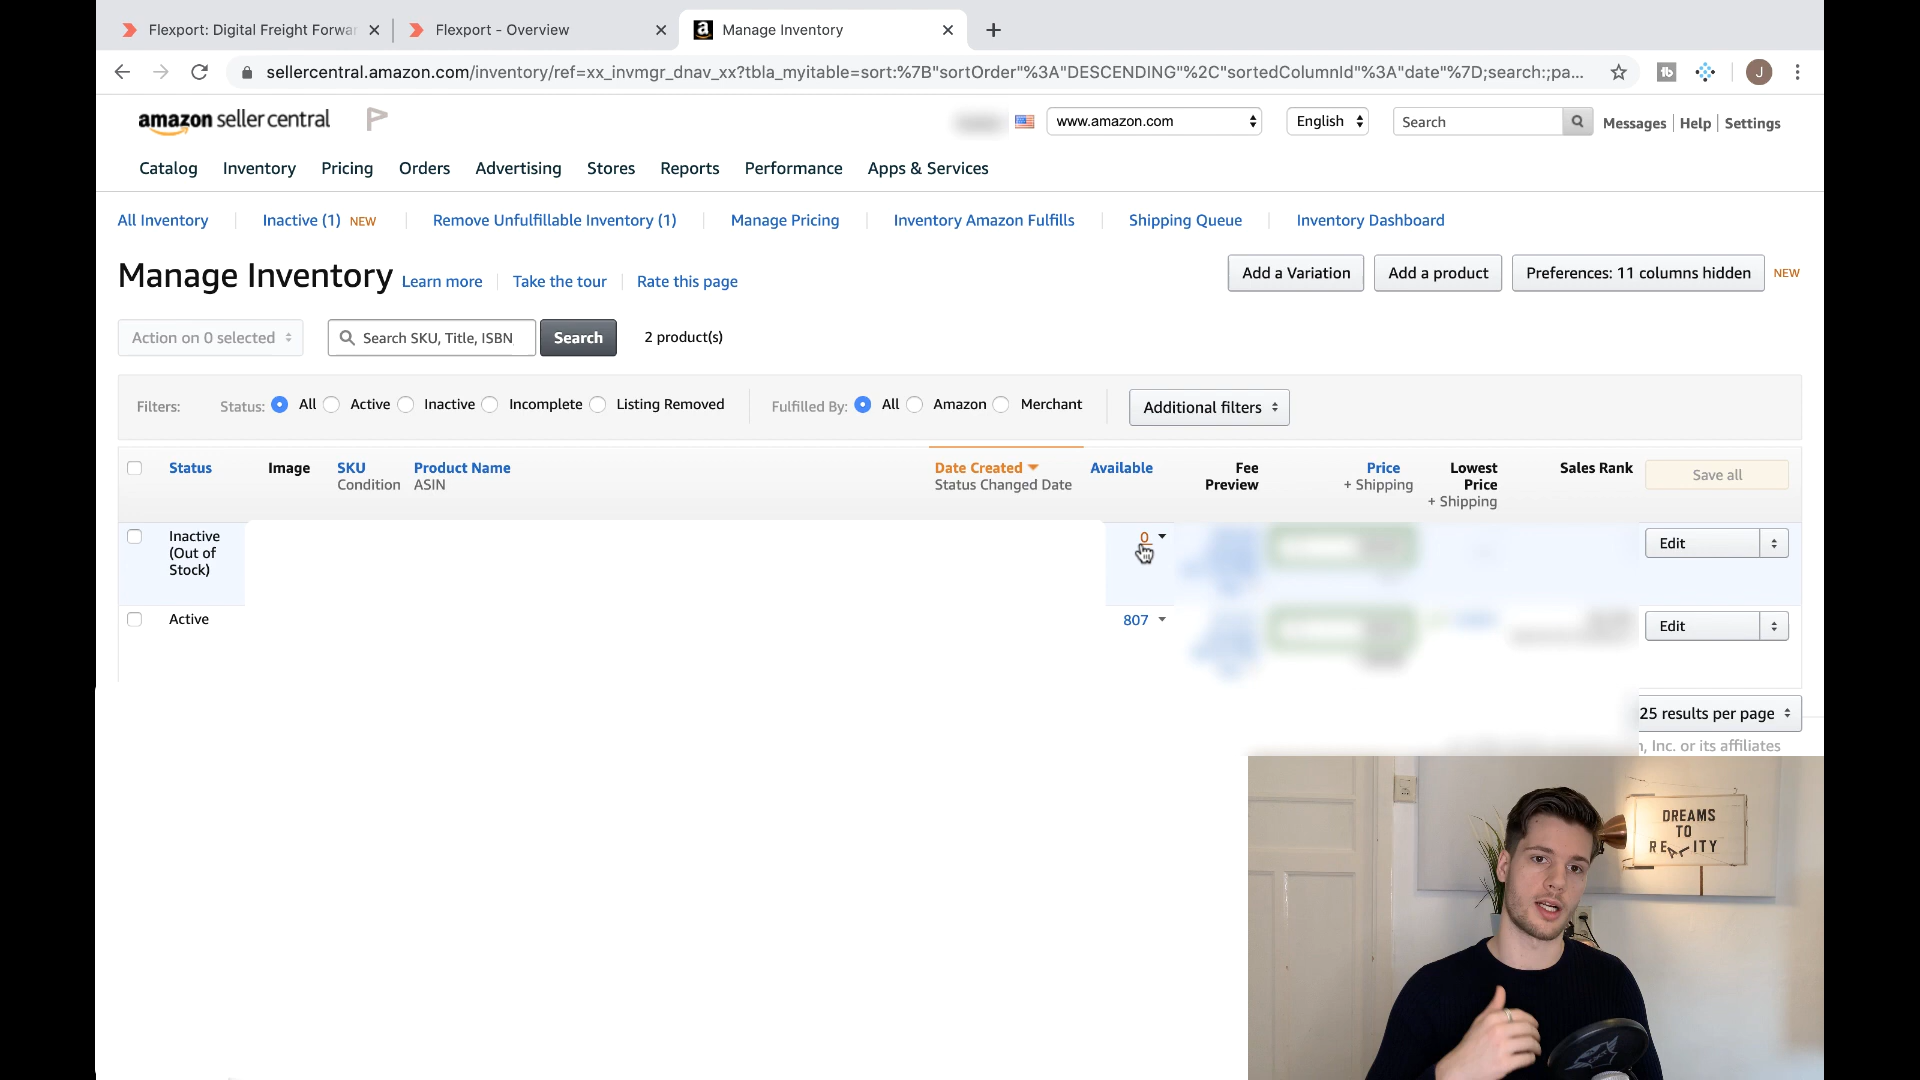 Flexport: Digital Freight Forwar
Flexport - Overview
Manage Inventory
sellercentral.amazon.com/inventory/ref=xx_invmgr_dnav_xx?tbla_myitable=sort:%7B"sortOrder"%3A"DESCENDING"%2C"sortedColumnId"%3A"date"%7D;search:;pa...
J
amazon seller central
www.amazon.com
English
Search
Messages
Help
Settings
Catalog
Inventory
Pricing
Orders
Advertising
Stores
Reports
Performance
Apps & Services
All Inventory
Inactive (1) NEW
Remove Unfulfillable Inventory (1)
Manage Pricing
Inventory Amazon Fulfills
Shipping Queue
Inventory Dashboard
Manage Inventory
Learn more
Take the tour
Rate this page
Add a Variation
Add a product
Preferences: 11 columns hidden
NEW
Action on 0 selected
Search SKU, Title, ISBN
Search
2 product(s)
Filters:
Status:
All
Active
Inactive
Incomplete
Listing Removed
Fulfilled By:
All
Amazon
Merchant
Additional filters
Status
Image
SKU
Condition
Product Name
ASIN
Date Created
Status Changed Date
Available
Fee
Preview
Price
+ Shipping
Lowest
Price
+ Shipping
Sales Rank
Save all
Inactive
(Out of
Stock)
0
Edit
Active
807
Edit
25 results per page
, Inc. or its affiliates
DREAMS
TO
REALITY